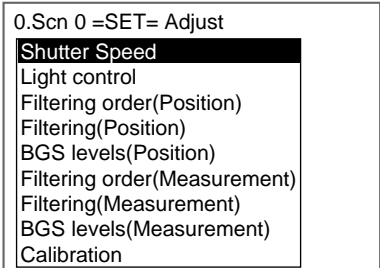 0.Scn 0 =SET= Adjust
Shutter Speed
Light control
Filtering order(Position)
Filtering(Position)
BGS levels(Position)
Filtering order(Measurement)
Filtering(Measurement)
BGS levels(Measurement)
Calibration